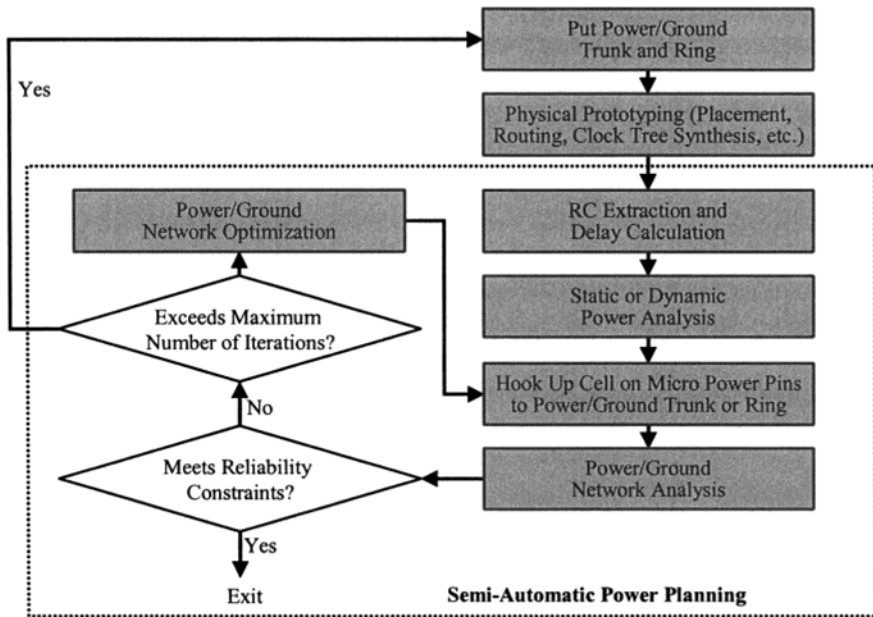 Put Power/Ground
Trunk and Ring
Yes
Physical Prototyping (Placement,
Routing, Clock Tree Synthesis, etc.)
Power/Ground
Network Optimization
RC Extraction and
Delay Calculation
Exceeds Maximum
Number of Iterations?
Static or Dynamic
Power Analysis
Hook Up Cell on Micro Power Pins
to Power/Ground Trunk or Ring
No
Meets Reliability
Constraints?
Power/Ground
Network Analysis
Yes
Exit
Semi-Automatic Power Planning